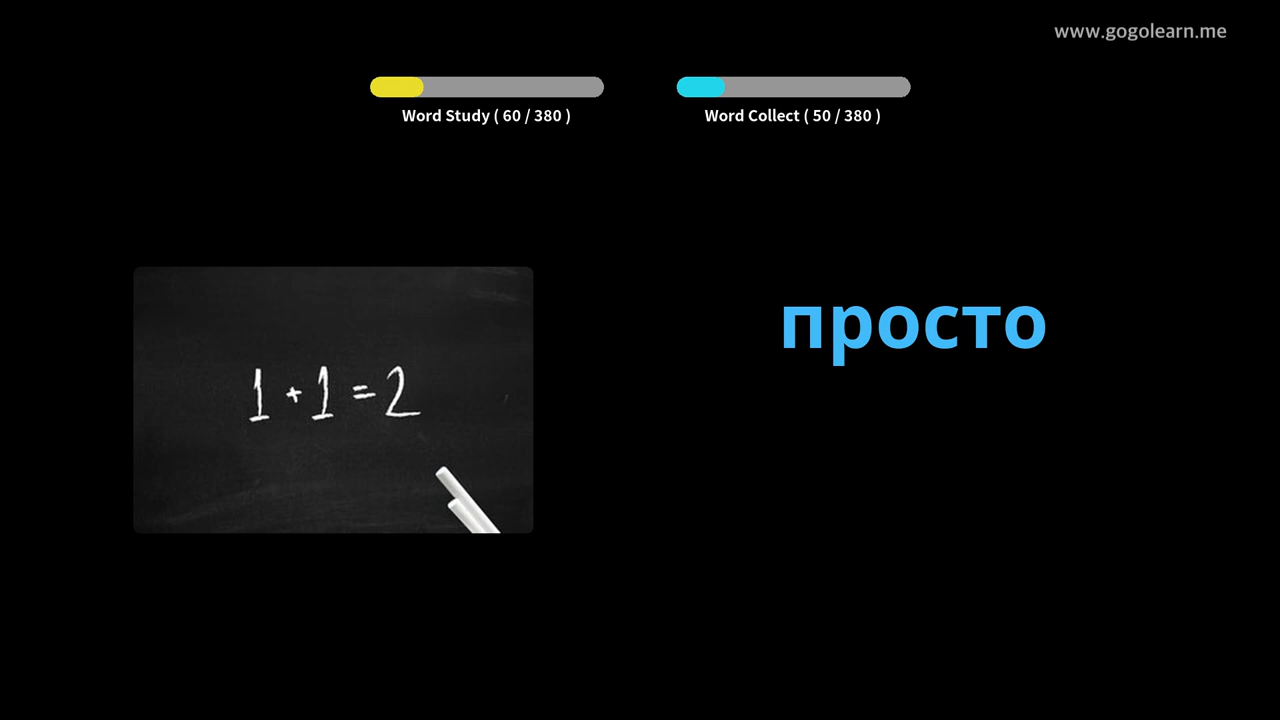 www.gogolearn.me
Word Study ( 60 / 380 )
Word Collect ( 50 / 380 )
просто
1 + 1 = 2